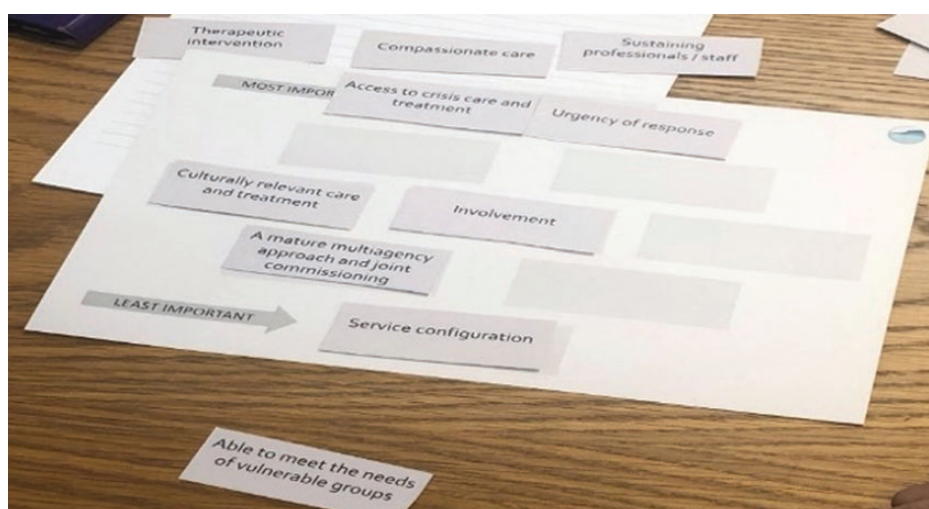 Therapeutic
intervention
Compassionate care
Sustaining
professionals / staff
MOST IMPOR
Access to crisis care and
treatment
Urgency of response
Culturally relevant care
and treatment
Involvement
A mature multiagency
approach and joint
commissioning
LEAST IMPORTANT
Service configuration
Able to meet the needs
of vulnerable groups